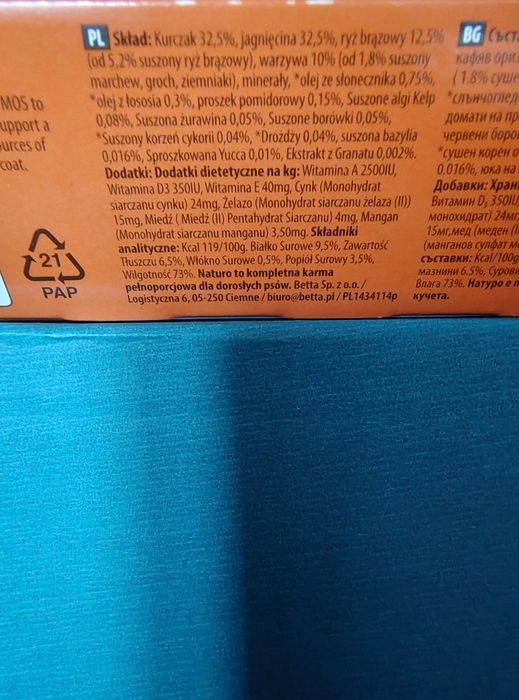 PL Skład: Kurczak 32,5%, jagnięcina 32,5%, ryż brązowy 12,5%
(od 5,2% suszony ryż brązowy), warzywa 10% (od 1,8% suszony
marchew, groch, ziemniaki), minerały, *olej ze słonecznika 0,75%,
*olej z łososia 0,3%, proszek pomidorowy 0,15%, Suszone algi Kelp
0,08%, Suszona żurawina 0,05%, Suszone borówki 0,05%,
*Suszony korzeń cykorii 0,04%, *Drożdży 0,04%, suszona bazylia
0,016%, Sproszkowana Yucca 0,01%, Ekstrakt z Granatu 0,002%.
Dodatki: Dodatki dietetyczne na kg: Witamina A 2500IU,
Witamina D3 350IU, Witamina E 40mg, Cynk (Monohydrat
siarczanu cynku) 24mg, Żelazo (Monohydrat siarczanu żelaza (II))
15mg, Miedź ( Miedź (II) Pentahydrat Siarczanu) 4mg, Mangan
(Monohydrat siarczanu manganu) 3,50mg. Składniki
analityczne: Kcal 119/100g. Białko Surowe 9,5%, Zawartość
Tłuszczu 6,5%, Włókno Surowe 0,5%, Popiół Surowy 3,5%,
Wilgotność 73%. Naturo to kompletna karma
pełnoporcjowa dla dorosłych psów. Betta Sp. z o.o. /
Logistyczna 6, 05-250 Ciemne / biuro@betta.pl / PL1434114p
MOS to
upport a
urces of
coat.
21
PAP
BG Съст
кафяв ори
( 1.8% суше
*слънчоглед
домати на пр
червени боро
*сушен корен о
0.016%, юка на
Добавки: Хран
Витамин D₃ 350IU
монохидрат) 24мг
15мг,мед (меден (I
(манганов сулфат м
съставки: Kcal/100g
мазнини 6.5%, Суров
Влага 73%. Натуро е п
кучета.